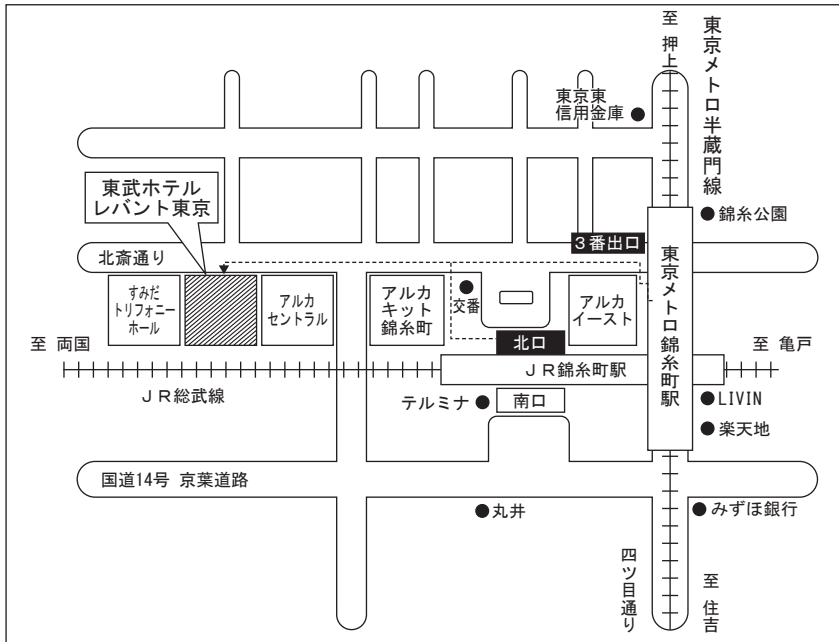 至 押上
東京メトロ半蔵門線
東京東
信用金庫
東武ホテル
レバント東京
錦糸公園
3番出口
北斎通り
すみだ
トリフォニー
ホール
アルカ
セントラル
アルカ
キット
錦糸町
交番
アルカ
イースト
東京メトロ錦糸町駅
北口
至 両国
至 亀戸
JR錦糸町駅
JR総武線
テルミナ
南口
LIVIN
楽天地
国道14号 京葉道路
丸井
みずほ銀行
四ツ目通り
至 住吉